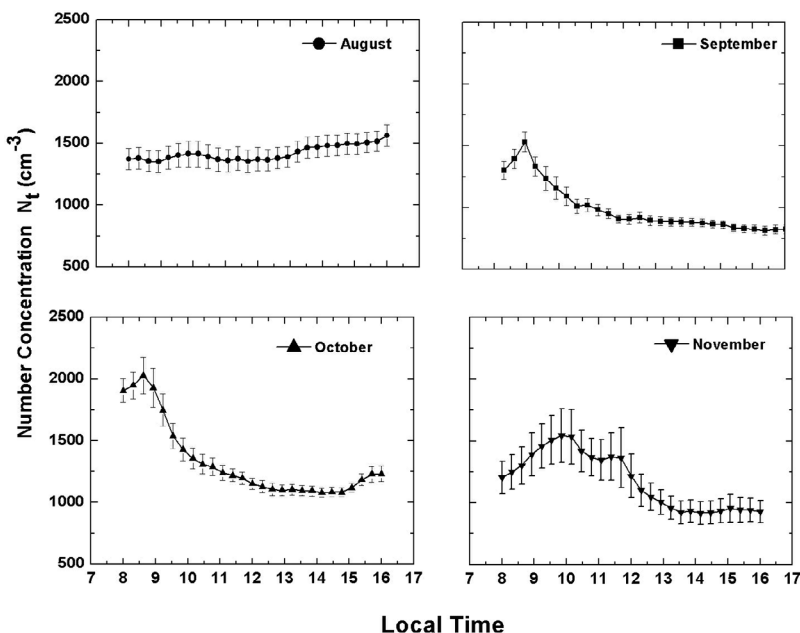 2500
2000
1500
1000
500
August
September
Number Concentration N_t (cm^-3)
2500
2000
1500
1000
500
October
November
7 8 9 10 11 12 13 14 15 16 17
7 8 9 10 11 12 13 14 15 16 17
Local Time